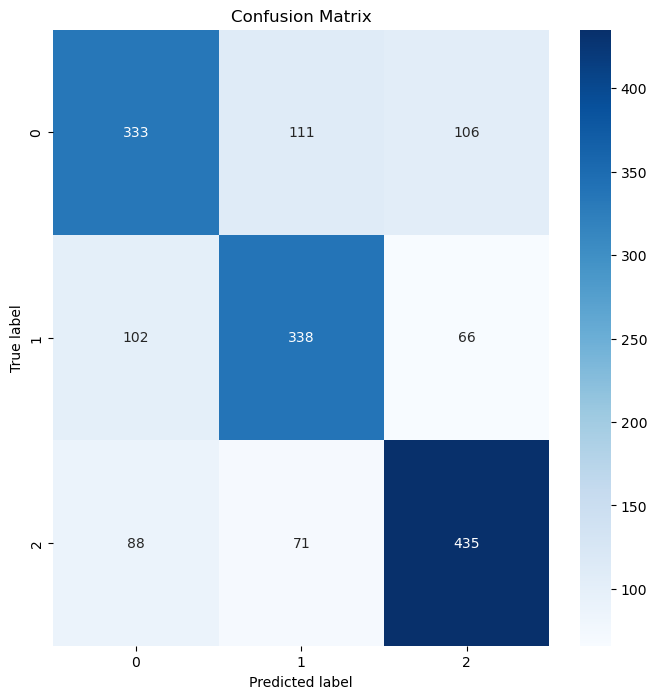 Confusion Matrix
True label
0
333 111 106
1
102 338 66
2
88 71 435
0 1 2
Predicted label
400
350
300
250
200
150
100